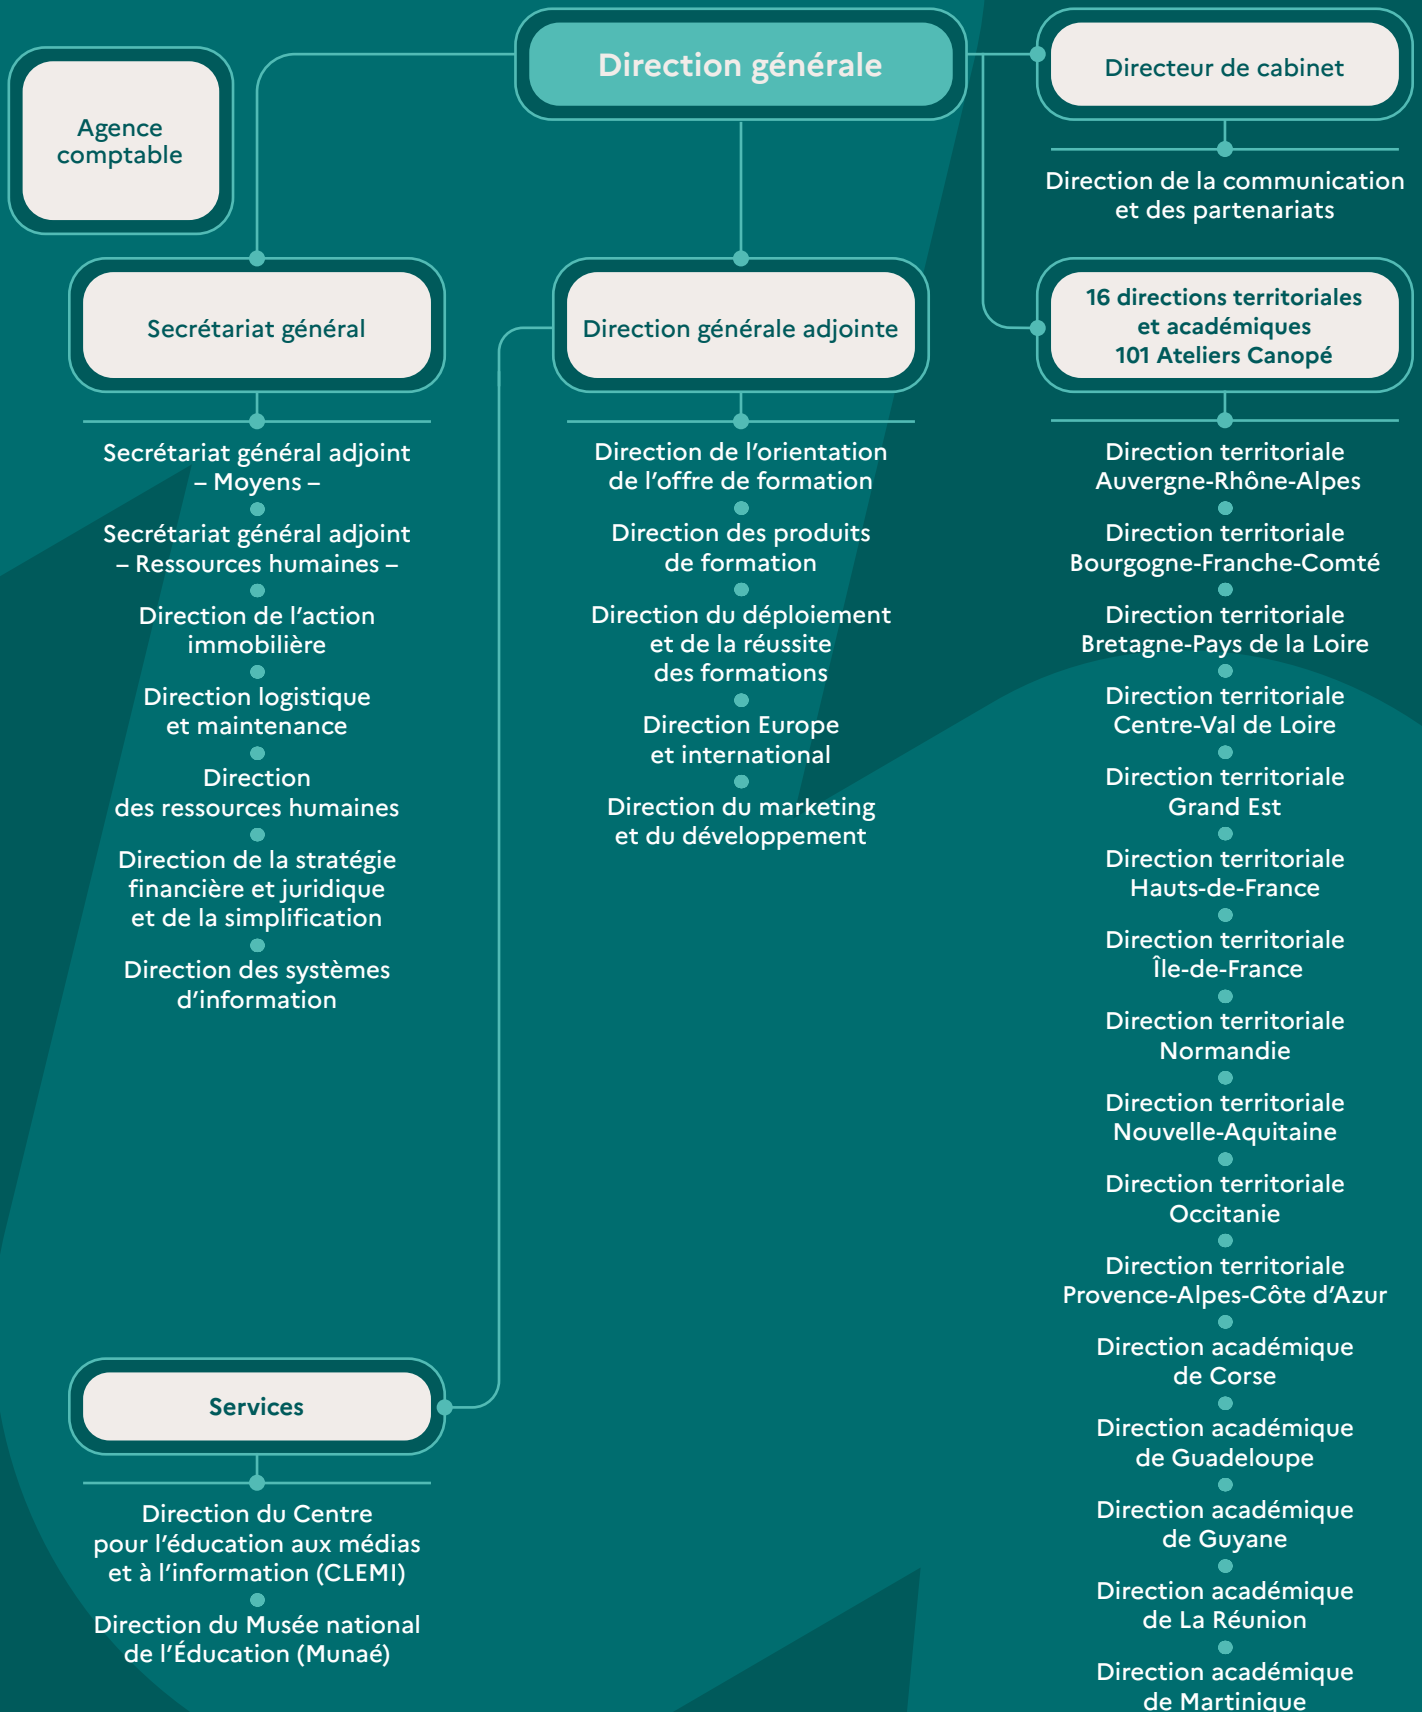 Direction générale
Agence
comptable
Directeur de cabinet
Direction de la communication
et des partenariats
Secrétariat général
Secrétariat général adjoint
– Moyens –
Secrétariat général adjoint
– Ressources humaines –
Direction de l’action
immobilière
Direction logistique
et maintenance
Direction
des ressources humaines
Direction de la stratégie
financière et juridique
et de la simplification
Direction des systèmes
d’information
Direction générale adjointe
Direction de l’orientation
de l’offre de formation
Direction des produits
de formation
Direction du déploiement
et de la réussite
des formations
Direction Europe
et international
Direction du marketing
et du développement
16 directions territoriales
et académiques
101 Ateliers Canopé
Direction territoriale
Auvergne-Rhône-Alpes
Direction territoriale
Bourgogne-Franche-Comté
Direction territoriale
Bretagne-Pays de la Loire
Direction territoriale
Centre-Val de Loire
Direction territoriale
Grand Est
Direction territoriale
Hauts-de-France
Direction territoriale
Île-de-France
Direction territoriale
Normandie
Direction territoriale
Nouvelle-Aquitaine
Direction territoriale
Occitanie
Direction territoriale
Provence-Alpes-Côte d’Azur
Direction académique
de Corse
Direction académique
de Guadeloupe
Direction académique
de Guyane
Direction académique
de La Réunion
Direction académique
de Martinique
Services
Direction du Centre
pour l’éducation aux médias
et à l’information (CLEMI)
Direction du Musée national
de l’Éducation (Munaé)